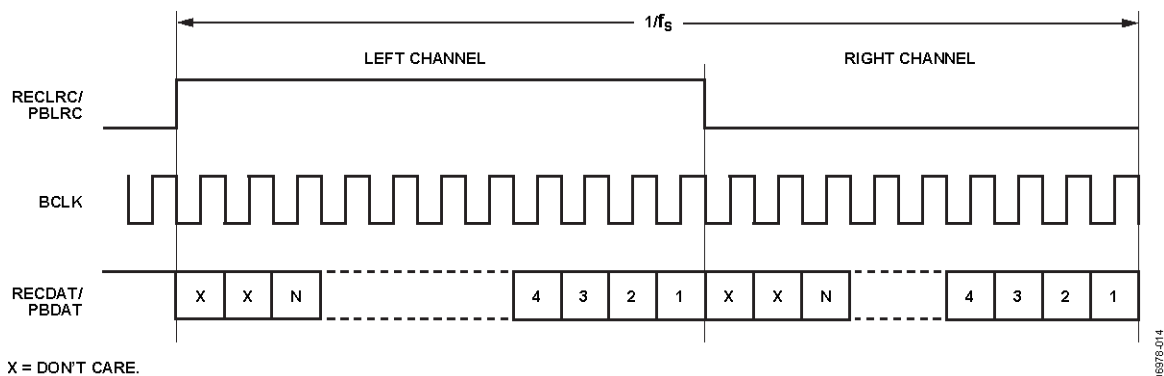 1/fS
LEFT CHANNEL
RIGHT CHANNEL
RECLRC/
PBLRC
BCLK
RECDAT/
PBDAT
X X N 4 3 2 1 X X N 4 3 2 1
X = DON'T CARE.
06978-014